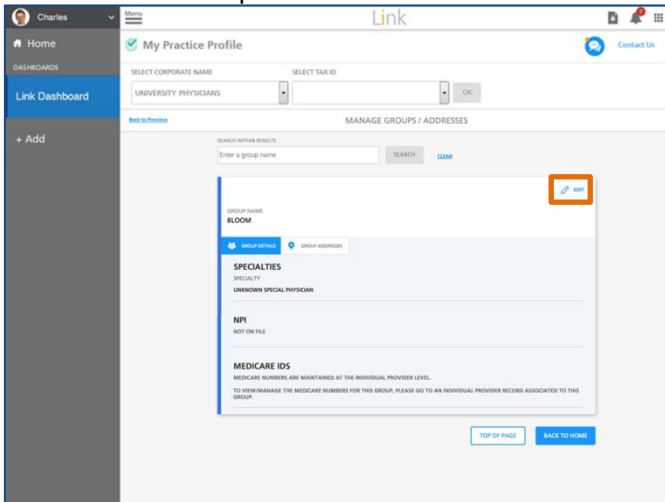 Charles
Menu
Link
Home
My Practice Profile
Contact Us
DASHBOARDS
SELECT CORPORATE NAME
SELECT TAX ID
Link Dashboard
UNIVERSITY PHYSICIANS
OK
Back to Previous
MANAGE GROUPS / ADDRESSES
+ Add
SEARCH WITHIN RESULTS
Enter a group name
SEARCH
CLEAR
EDIT
GROUP NAME
BLOOM
GROUP DETAILS
GROUP ADDRESSES
SPECIALTIES
SPECIALTY
UNKNOWN SPECIAL PHYSICIAN
NPI
NOT ON FILE
MEDICARE IDS
MEDICARE NUMBERS ARE MAINTAINED AT THE INDIVIDUAL PROVIDER LEVEL.
TO VIEW/MANAGE THE MEDICARE NUMBERS FOR THIS GROUP, PLEASE GO TO AN INDIVIDUAL PROVIDER RECORD ASSOCIATED TO THIS
GROUP.
TOP OF PAGE
BACK TO HOME